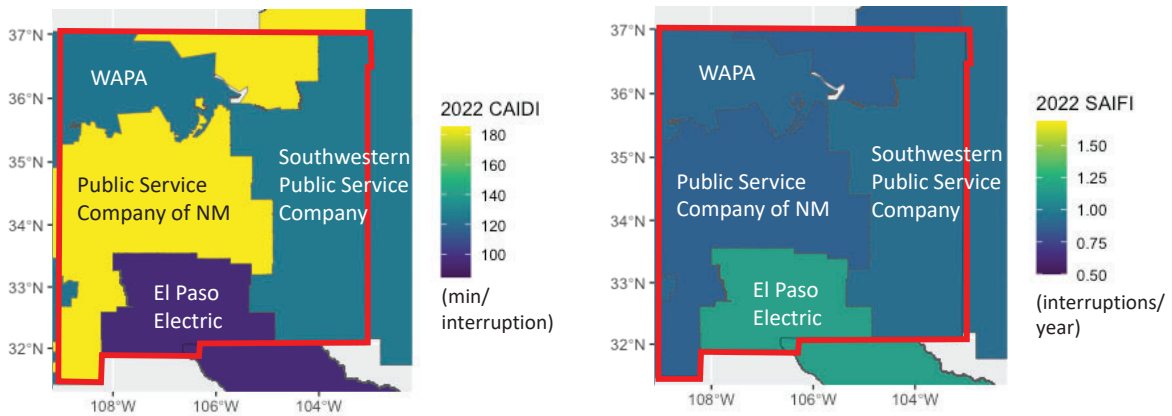 37°N
36°N
35°N
34°N
33°N
32°N
108°W
106°W
104°W
WAPA
Public Service
Company of NM
Southwestern
Public Service
Company
El Paso
Electric
2022 CAIDI
180
160
140
120
100
(min/
interruption)
37°N
36°N
35°N
34°N
33°N
32°N
108°W
106°W
104°W
WAPA
Public Service
Company of NM
Southwestern
Public Service
Company
El Paso
Electric
2022 SAIFI
1.50
1.25
1.00
0.75
0.50
(interruptions/
year)